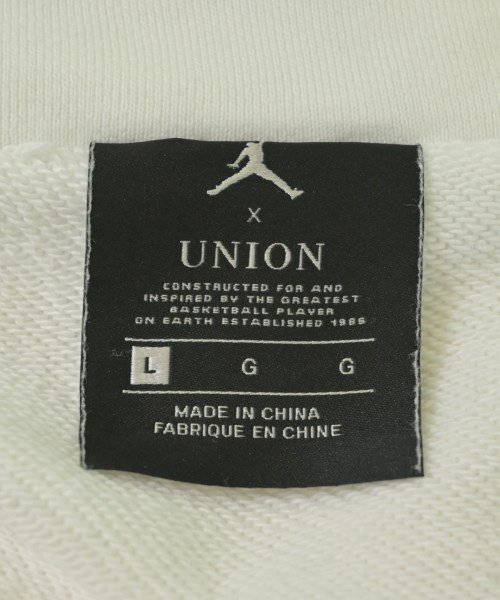 X
UNION
CONSTRUCTED FOR AND
INSPIRED BY THE GREATEST
BASKETBALL PLAYER
ON EARTH ESTABLISHED 1985
L G G
MADE IN CHINA
FABRIQUE EN CHINE